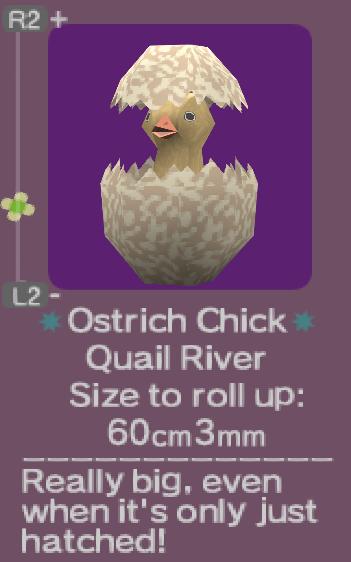 R2 +
L2 -
Ostrich Chick
Quail River
Size to roll up:
60cm3mm
Really big, even
when it's only just
hatched!